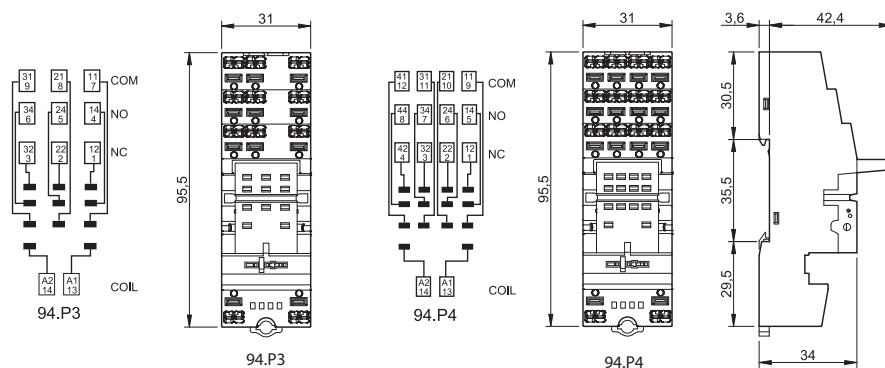 31
95,5
94.P3
31 21 11
9 8 7
COM
34 24 14
6 5 4
NO
32 22 12
3 2 1
NC
A2 A1
14 13
COIL
94.P3
41 31 21 11
12 11 10 9
COM
44 34 24 14
8 7 6 5
NO
42 32 22 12
4 3 2 1
NC
A2 A1
14 13
COIL
94.P4
31
95,5
94.P4
3,6
42,4
30,5
35,5
29,5
34